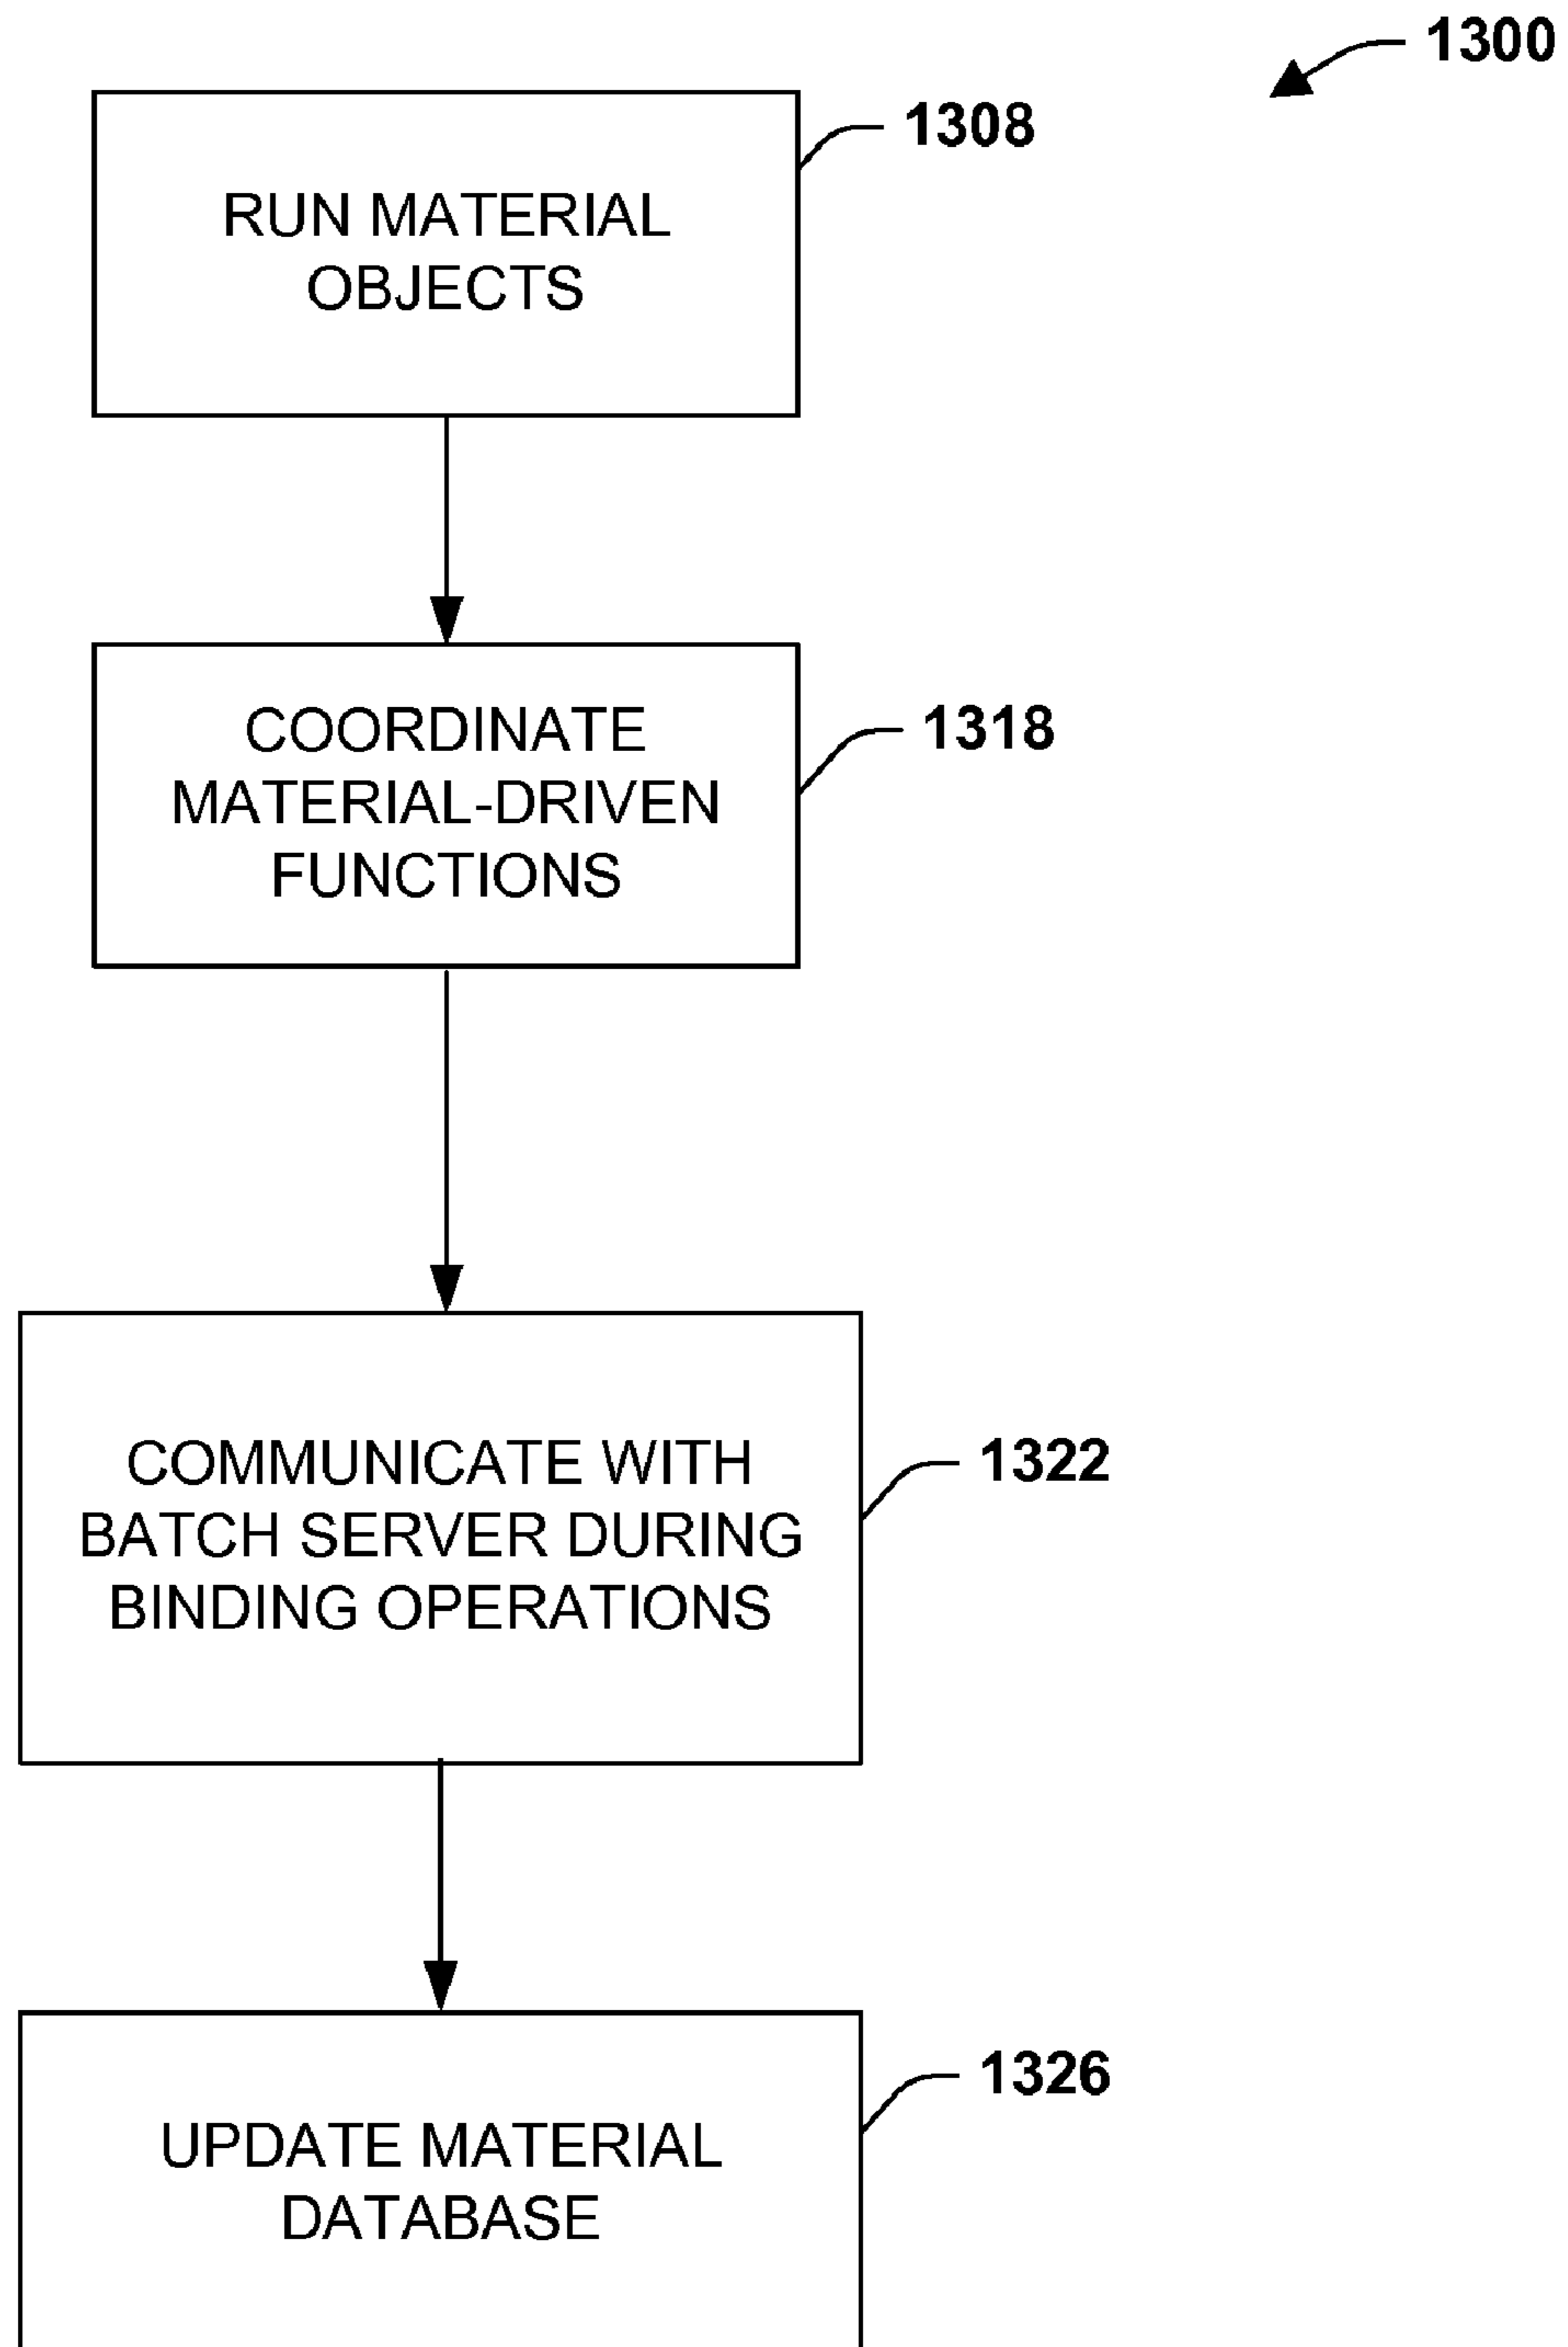 1300
1308
RUN MATERIAL
OBJECTS
1318
COORDINATE
MATERIAL-DRIVEN
FUNCTIONS
1322
COMMUNICATE WITH
BATCH SERVER DURING
BINDING OPERATIONS
1326
UPDATE MATERIAL
DATABASE